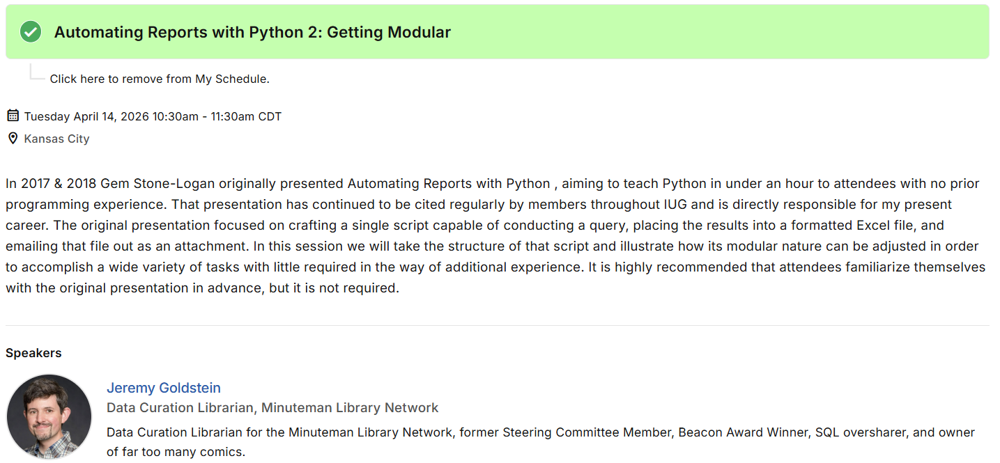 Automating Reports with Python 2: Getting Modular
Click here to remove from My Schedule.
Tuesday April 14, 2026 10:30am - 11:30am CDT
Kansas City
In 2017 & 2018 Gem Stone-Logan originally presented Automating Reports with Python , aiming to teach Python in under an hour to attendees with no prior
programming experience. That presentation has continued to be cited regularly by members throughout IUG and is directly responsible for my present
career. The original presentation focused on crafting a single script capable of conducting a query, placing the results into a formatted Excel file, and
emailing that file out as an attachment. In this session we will take the structure of that script and illustrate how its modular nature can be adjusted in order
to accomplish a wide variety of tasks with little required in the way of additional experience. It is highly recommended that attendees familiarize themselves
with the original presentation in advance, but it is not required.
Speakers
Jeremy Goldstein
Data Curation Librarian, Minuteman Library Network
Data Curation Librarian for the Minuteman Library Network, former Steering Committee Member, Beacon Award Winner, SQL oversharer, and owner
of far too many comics.